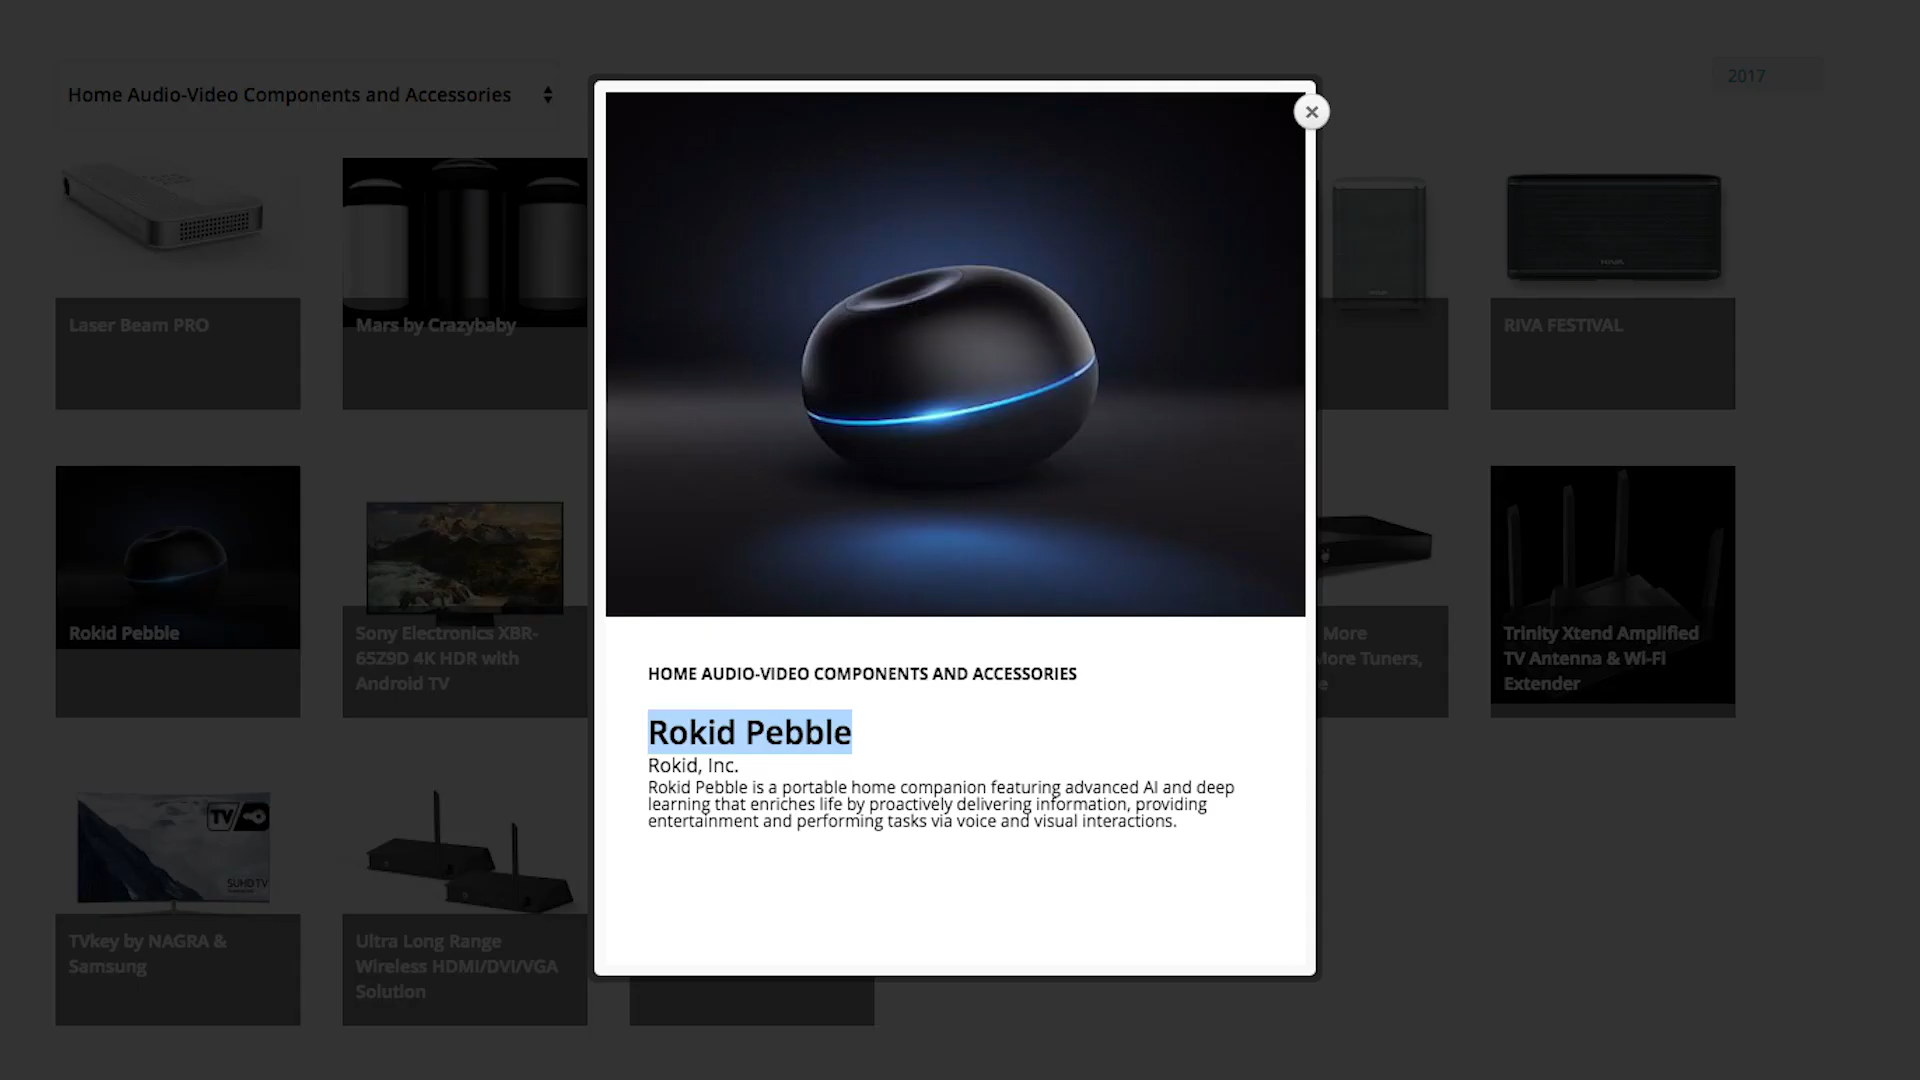 Home Audio-Video Components and Accessories
2017
Laser Beam PRO
Mars by Crazybaby
RIVA
RIVA FESTIVAL
Rokid Pebble
Sony Electronics XBR-
65Z9D 4K HDR with
Android TV
More
More Tuners,
e
Trinity Xtend Amplified
TV Antenna & Wi-Fi
Extender
HOME AUDIO-VIDEO COMPONENTS AND ACCESSORIES
Rokid Pebble
Rokid, Inc.
Rokid Pebble is a portable home companion featuring advanced AI and deep
learning that enriches life by proactively delivering information, providing
entertainment and performing tasks via voice and visual interactions.
TV
SUHDTV
TVkey by NAGRA &
Samsung
Ultra Long Range
Wireless HDMI/DVI/VGA
Solution